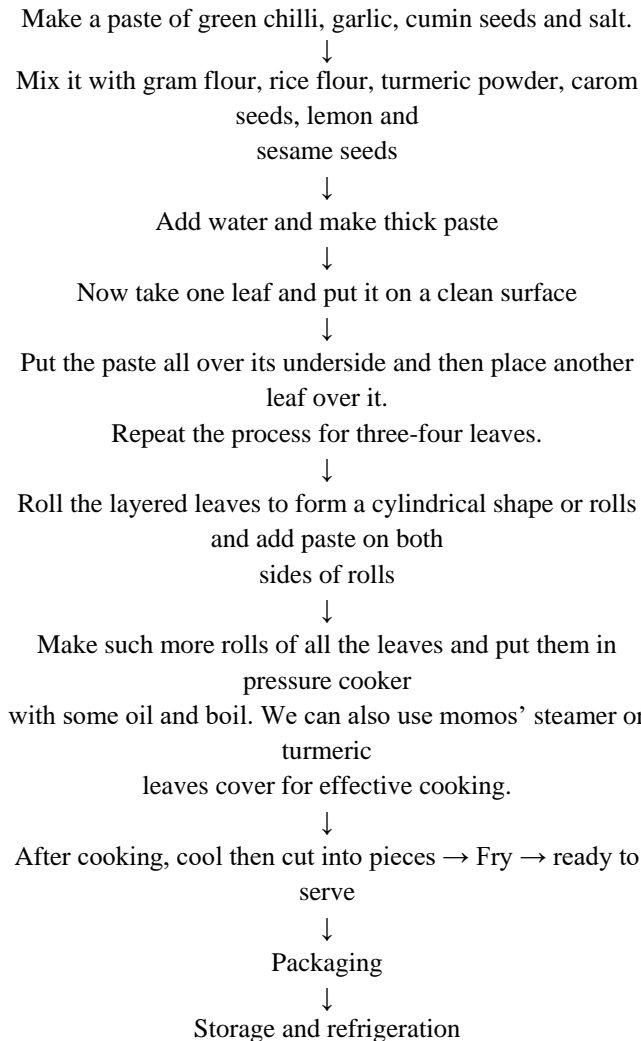 Make a paste of green chilli, garlic, cumin seeds and salt.
↓
Mix it with gram flour, rice flour, turmeric powder, carom
seeds, lemon and
sesame seeds
↓
Add water and make thick paste
↓
Now take one leaf and put it on a clean surface
↓
Put the paste all over its underside and then place another
leaf over it.
Repeat the process for three-four leaves.
↓
Roll the layered leaves to form a cylindrical shape or rolls
and add paste on both
sides of rolls
↓
Make such more rolls of all the leaves and put them in
pressure cooker
with some oil and boil. We can also use momos’ steamer or
turmeric
leaves cover for effective cooking.
↓
After cooking, cool then cut into pieces → Fry → ready to
serve
↓
Packaging
↓
Storage and refrigeration